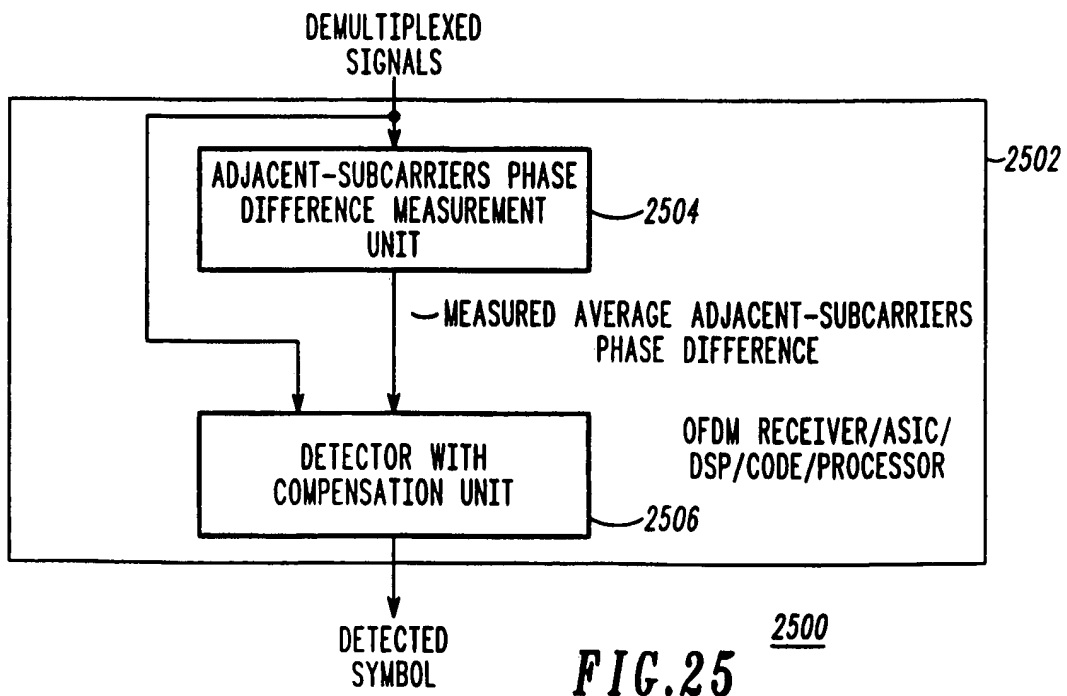 DEMULTIPLEXED
SIGNALS
2502
ADJACENT-SUBCARRIERS PHASE
DIFFERENCE MEASUREMENT
UNIT
2504
MEASURED AVERAGE ADJACENT-SUBCARRIERS
PHASE DIFFERENCE
OFDM RECEIVER/ASIC/
DSP/CODE/PROCESSOR
DETECTOR WITH
COMPENSATION UNIT
2506
DETECTED
SYMBOL
2500
FIG.25